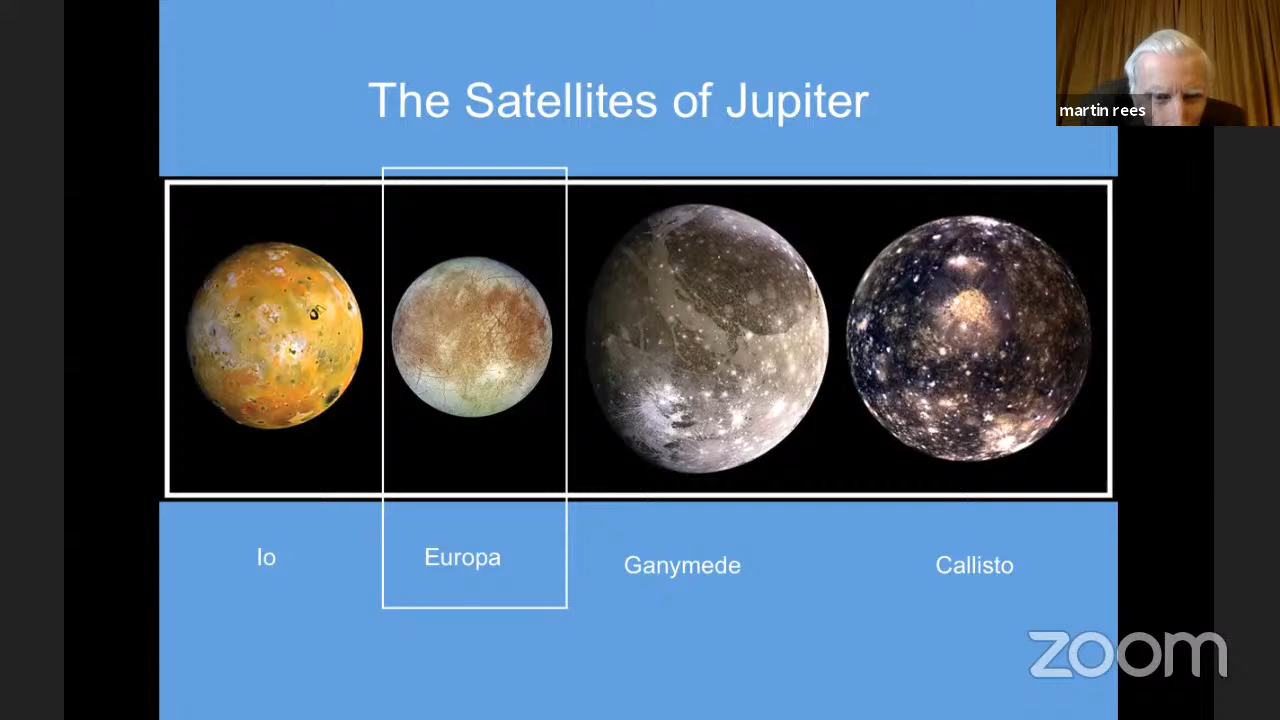 The Satellites of Jupiter
martin rees
Io
Europa
Ganymede
Callisto
zoom